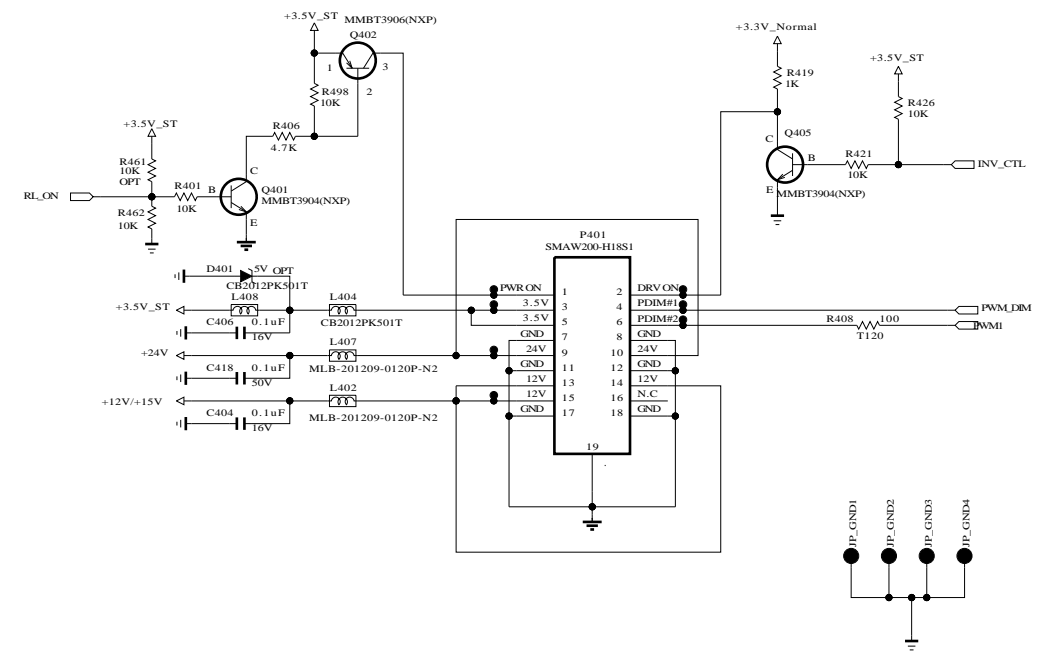 +3.5V_ST
MMBT3906(NXP)
Q402
1
3
2
R498
10K
R406
4.7K
+3.5V_ST
R461
10K
OPT
RL_ON
R401
10K
R462
10K
B
C
E
Q401
MMBT3904(NXP)
+3.3V_Normal
R419
1K
+3.5V_ST
R426
10K
C
Q405
B
R421
10K
INV_CTL
E
MMBT3904(NXP)
P401
SMAW200-H18S1
D401
5V
OPT
CB2012PK501T
L408
+3.5V_ST
L404
CB2012PK501T
C406
0.1uF
16V
+24V
L407
MLB-201209-0120P-N2
C418
0.1uF
50V
+12V/+15V
L402
MLB-201209-0120P-N2
C404
0.1uF
16V
PWR ON
1
2
DRV ON
3.5V
3
4
PDIM#1
3.5V
5
6
PDIM#2
GND
7
8
GND
24V
9
10
24V
GND
11
12
GND
12V
13
14
12V
12V
15
16
N.C
GND
17
18
GND
19
PWM_DIM
R408
100
T120
PWM1
JP_GND1
JP_GND2
JP_GND3
JP_GND4